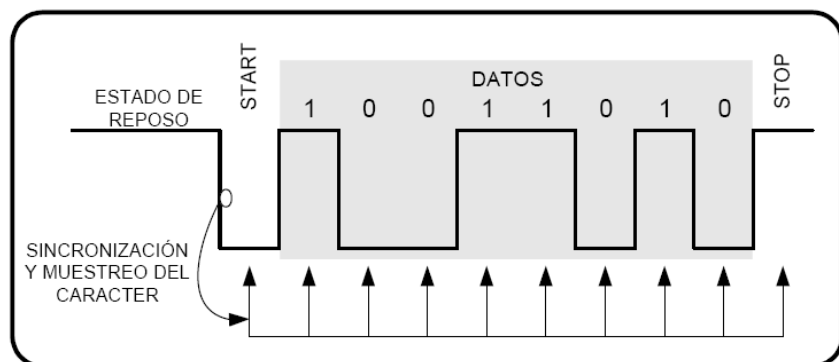 ESTADO DE
REPOSO
START
DATOS
1 0 0 1 1 0 1 0
STOP
SINCRONIZACIÓN
Y MUESTREO DEL
CARACTER